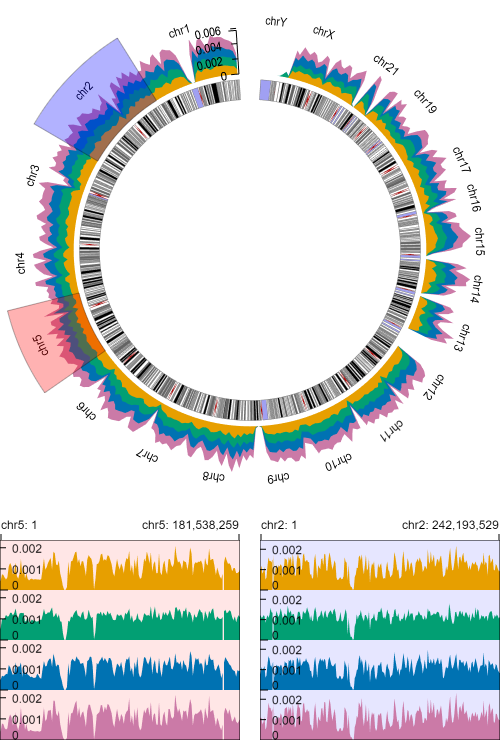 chrY
chrX
chr21
chr19
chr17
chr16
chr15
chr14
chr13
chr12
chr11
chr10
chr9
chr8
chr7
chr6
chr5
chr4
chr3
chr2
chr1
0.006
0.004
0.002
0
chr5: 1
chr5: 181,538,259
chr2: 1
chr2: 242,193,529
0.002
0.001
0
0.002
0.001
0
0.002
0.001
0
0.002
0.001
0
0.002
0.001
0
0.002
0.001
0
0.002
0.001
0
0.002
0.001
0